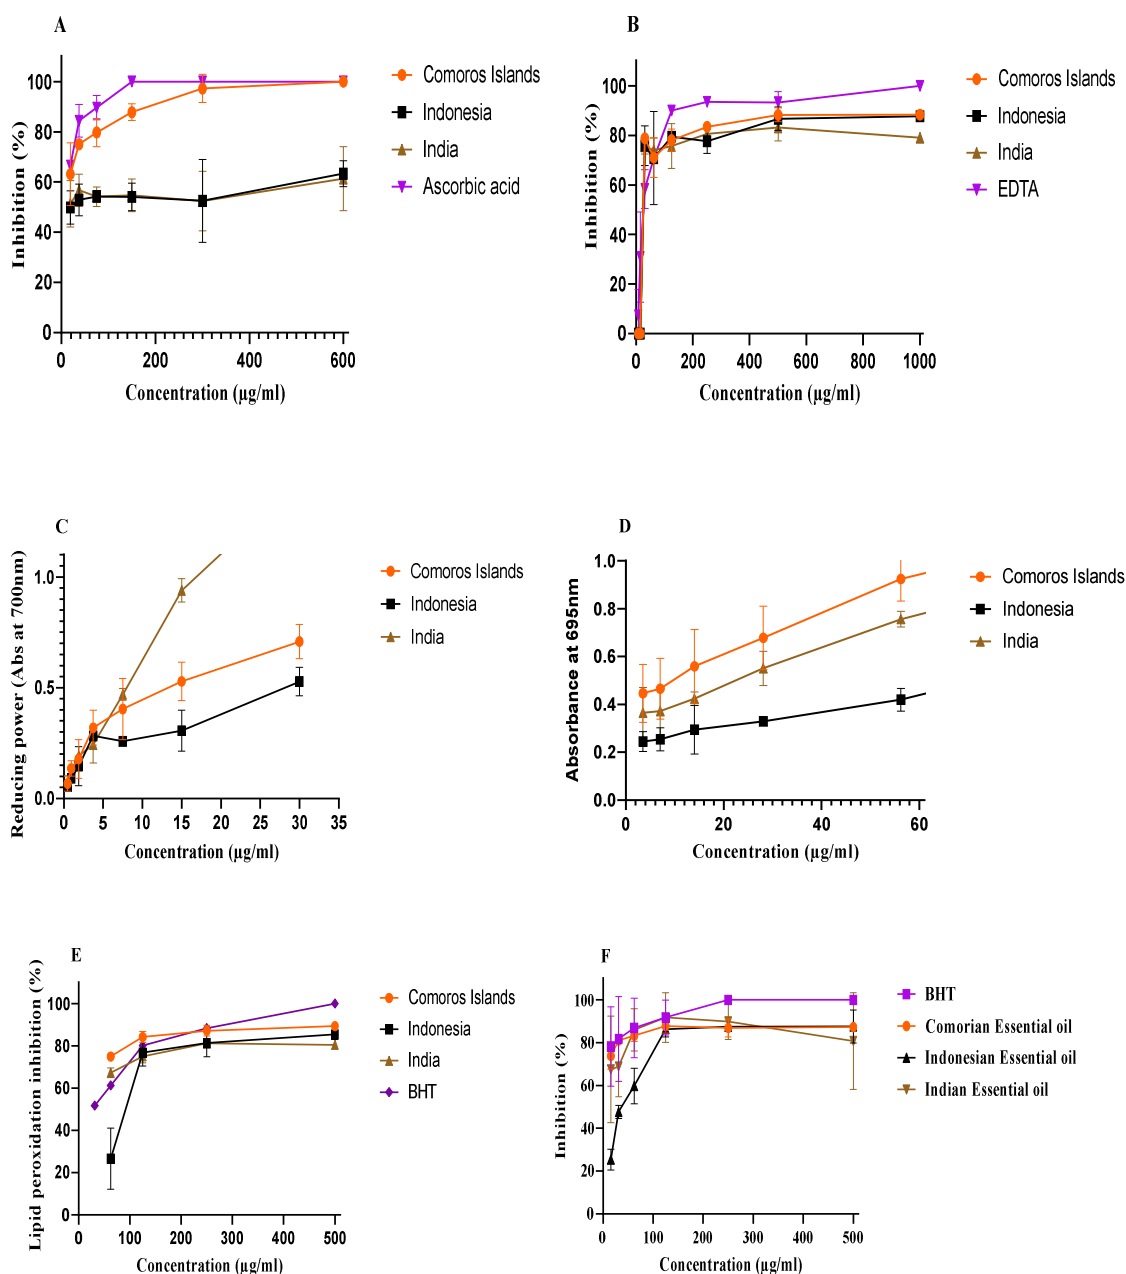 A
Inhibition (%)
100
80
60
40
20
0
0 200 400 600
Concentration (µg/ml)
Comoros Islands
Indonesia
India
Ascorbic acid
B
Inhibition (%)
100
80
60
40
20
0
0 200 400 600 800 1000
Concentration (µg/ml)
Comoros Islands
Indonesia
India
EDTA
C
Reducing power (Abs at 700nm)
1.0
0.5
0.0
0 5 10 15 20 25 30 35
Concentration (µg/ml)
Comoros Islands
Indonesia
India
D
Absorbance at 695nm
1.0
0.8
0.6
0.4
0.2
0.0
0 20 40 60
Concentration (µg/ml)
Comoros Islands
Indonesia
India
E
Lipid peroxidation inhibition (%)
100
80
60
40
20
0
0 100 200 300 400 500
Concentration (µg/ml)
Comoros Islands
Indonesia
India
BHT
F
Inhibition (%)
100
80
60
40
20
0
0 100 200 300 400 500
Concentration (µg/ml)
BHT
Comorian Essential oil
Indonesian Essential oil
Indian Essential oil